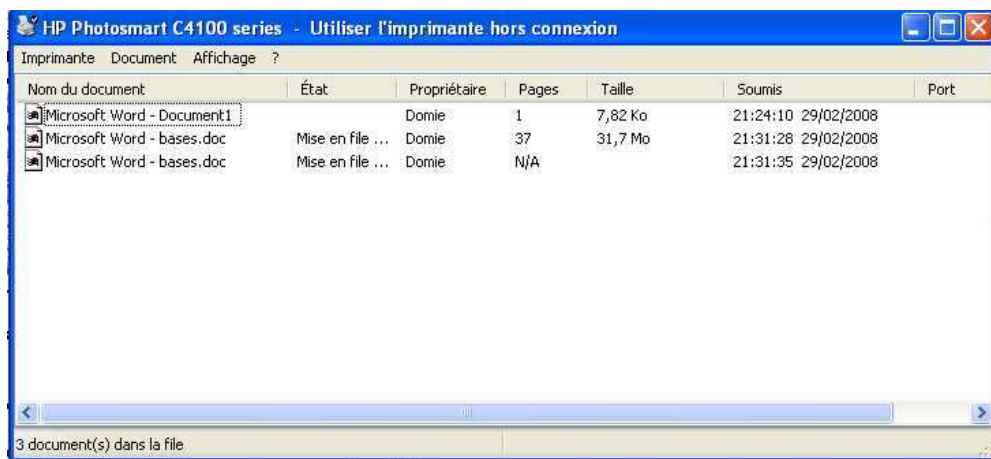 HP Photosmart C4100 series - Utiliser l'imprimante hors connexion
Imprimante Document Affichage ?
Nom du document État Propriétaire Pages Taille Soumis Port
Microsoft Word - Document1 Domie 1 7,82 Ko 21:24:10 29/02/2008
Microsoft Word - bases.doc Mise en file ... Domie 37 31,7 Mo 21:31:28 29/02/2008
Microsoft Word - bases.doc Mise en file ... Domie N/A 21:31:35 29/02/2008
3 document(s) dans la file